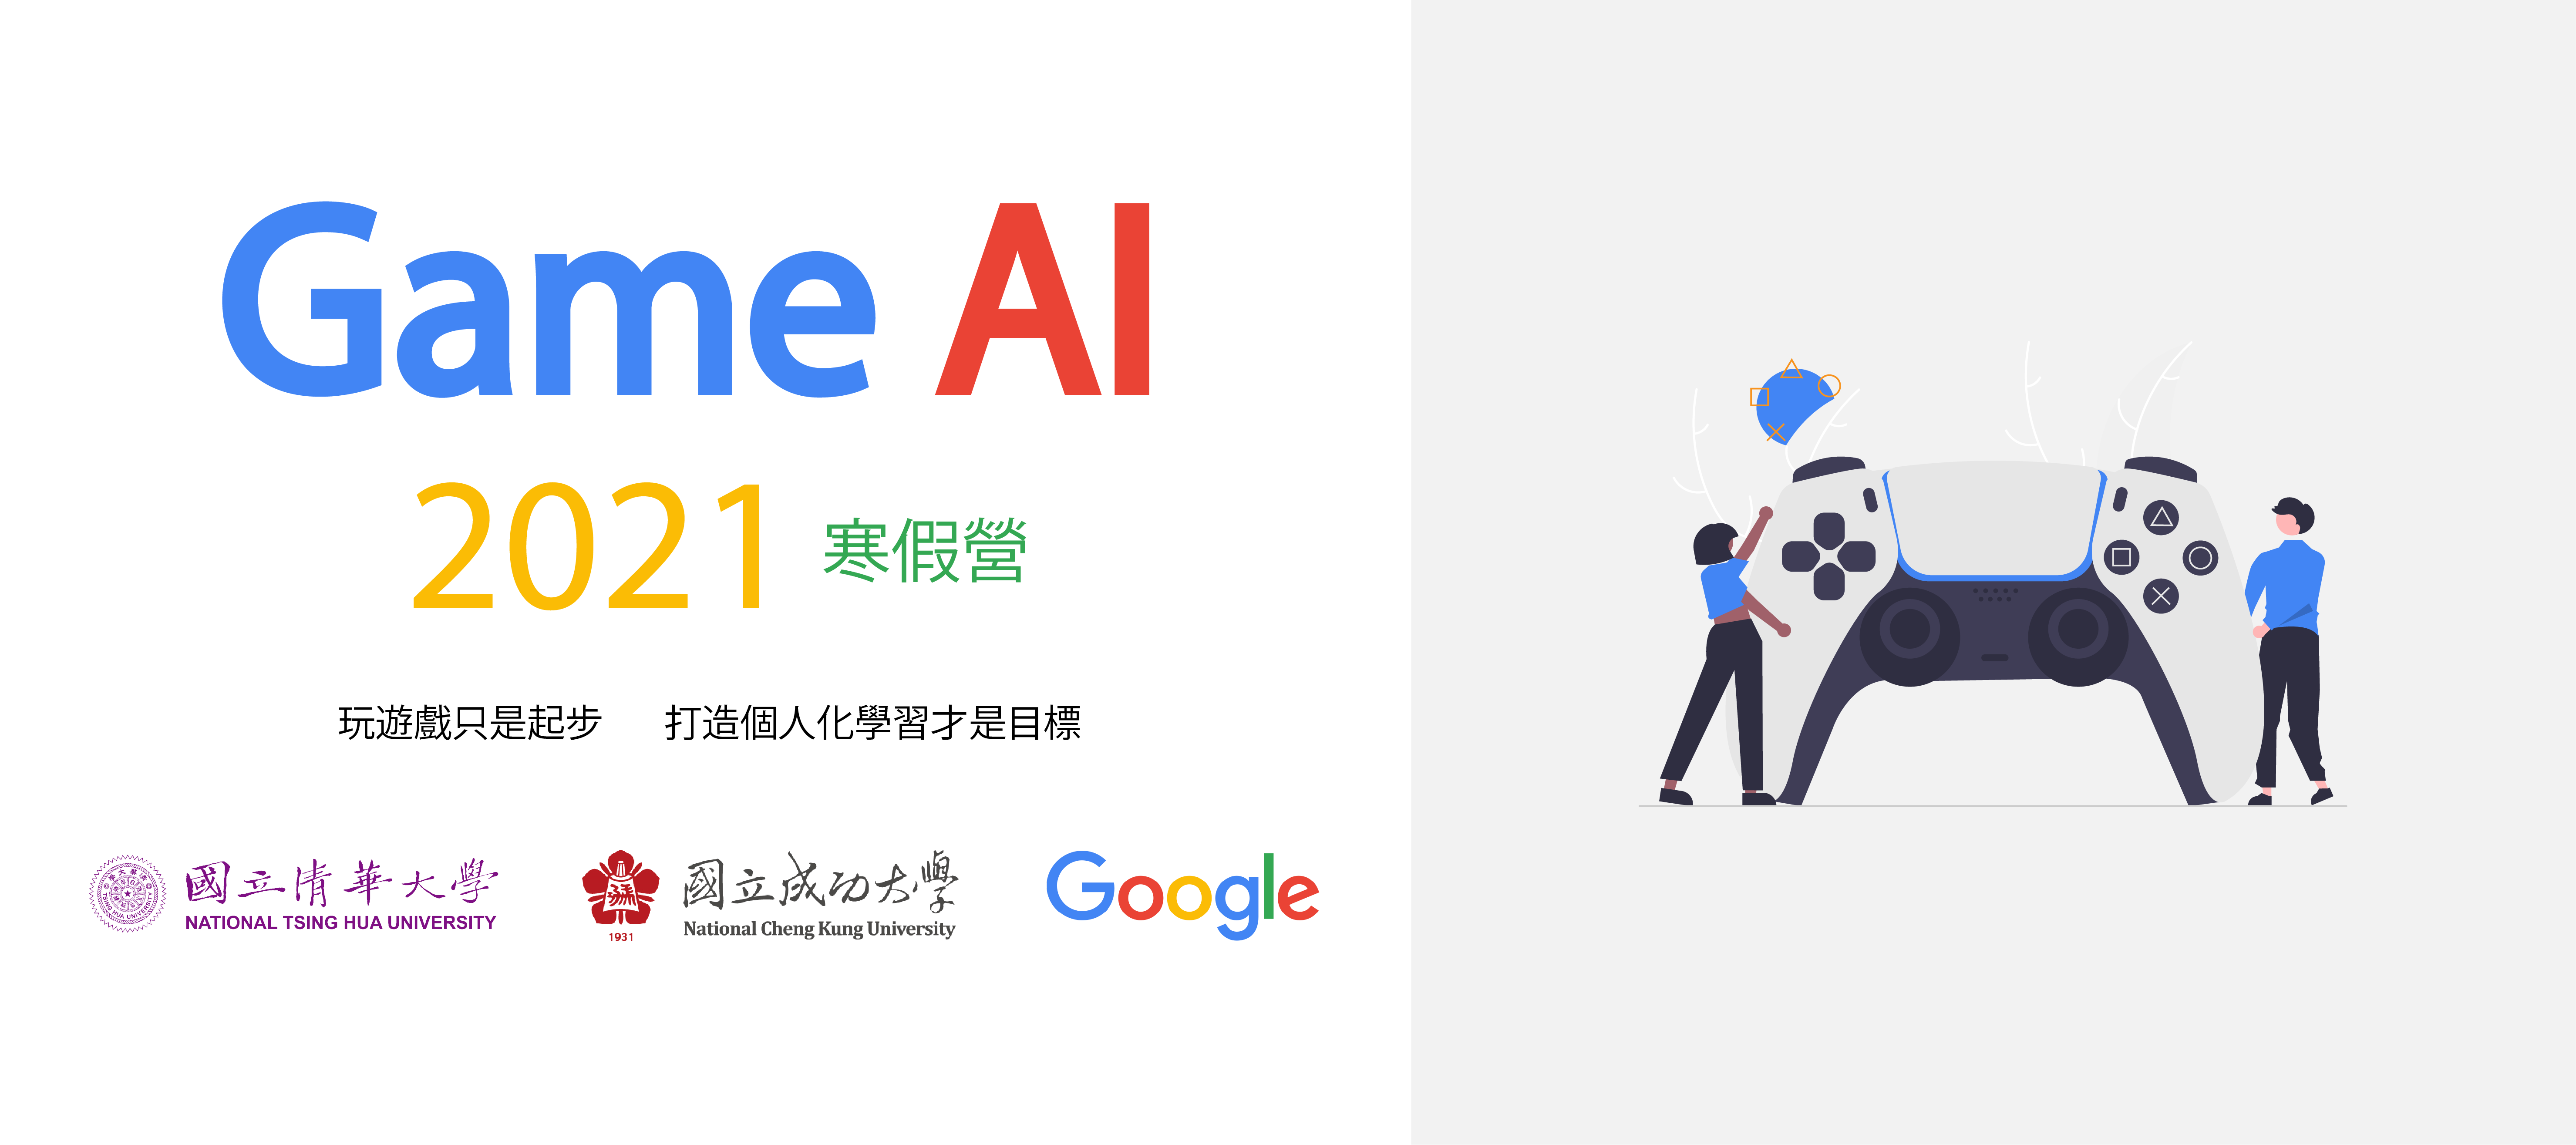 Game AI
2021 寒假營
玩遊戲只是起步 打造個人化學習才是目標
國立清華大學
NATIONAL TSING HUA UNIVERSITY
1931
國立成功大學
National Cheng Kung University
Google